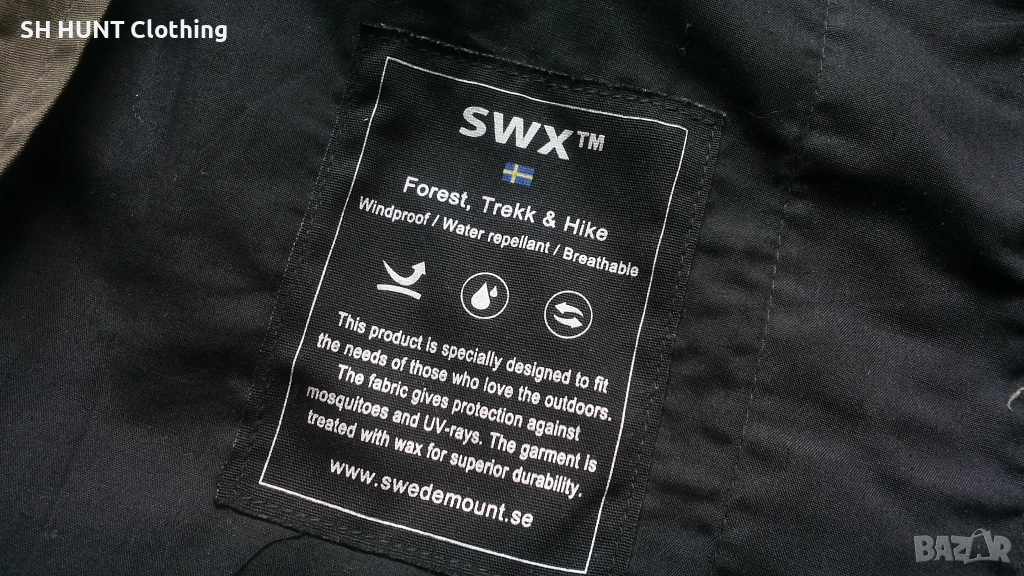 SH HUNT Clothing
SWX™
Forest, Trekk & Hike
Windproof / Water repellant / Breathable
This product is specially designed to fit
the needs of those who love the outdoors.
The fabric gives protection against
mosquitoes and UV-rays. The garment is
treated with wax for superior durability.
www.swedemount.se
BAZAR